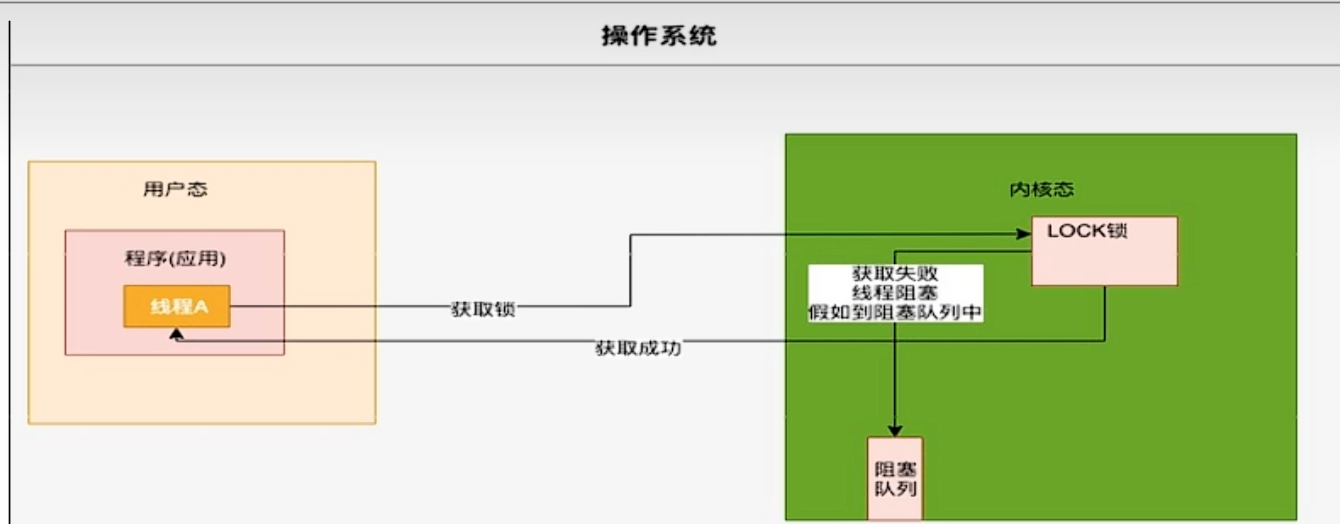 操作系统
用户态
内核态
程序(应用)
LOCK锁
线程A
获取锁
获取失败
线程阻塞
假如到阻塞队列中
获取成功
阻塞
队列